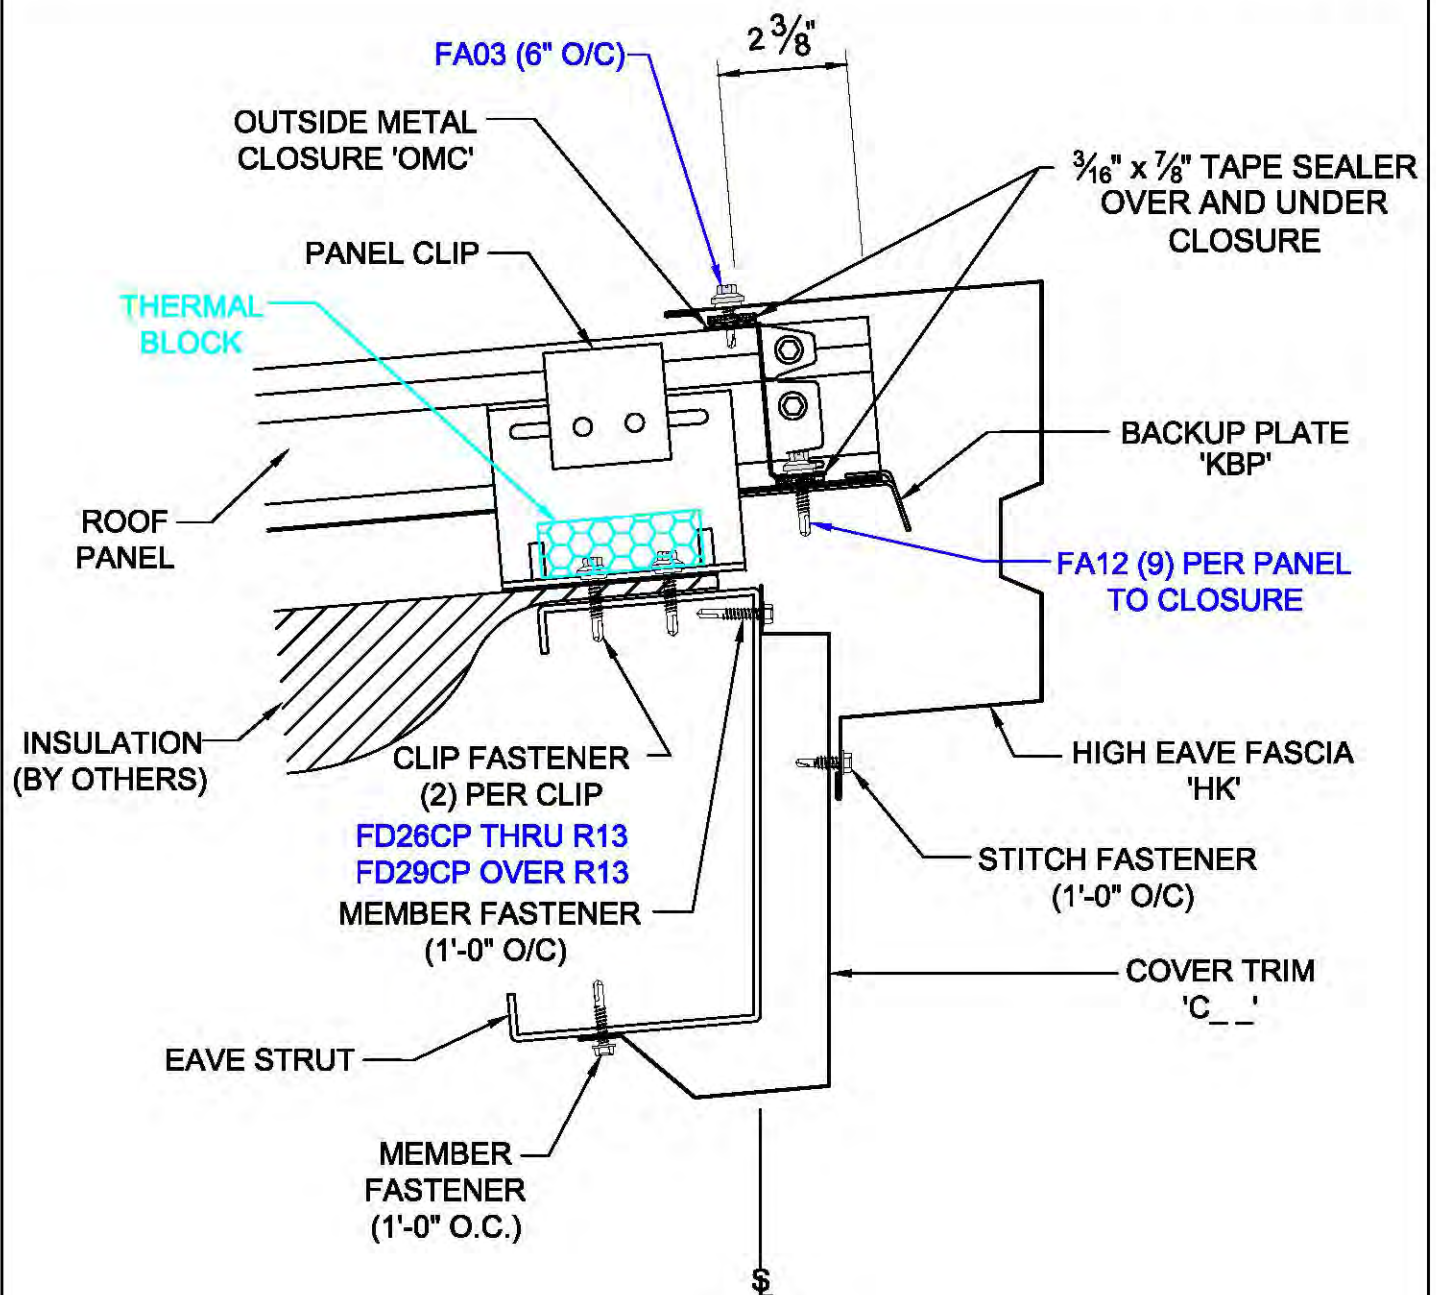 2 3/8"
FA03 (6" O/C)
OUTSIDE METAL
CLOSURE 'OMC'
3/16" x 7/8" TAPE SEALER
OVER AND UNDER
CLOSURE
PANEL CLIP
THERMAL
BLOCK
BACKUP PLATE
'KBP'
ROOF
PANEL
FA12 (9) PER PANEL
TO CLOSURE
INSULATION
(BY OTHERS)
CLIP FASTENER
(2) PER CLIP
FD26CP THRU R13
FD29CP OVER R13
HIGH EAVE FASCIA
'HK'
MEMBER FASTENER
(1'-0" O/C)
STITCH FASTENER
(1'-0" O/C)
COVER TRIM
'C_ _'
EAVE STRUT
MEMBER
FASTENER
(1'-0" O.C.)